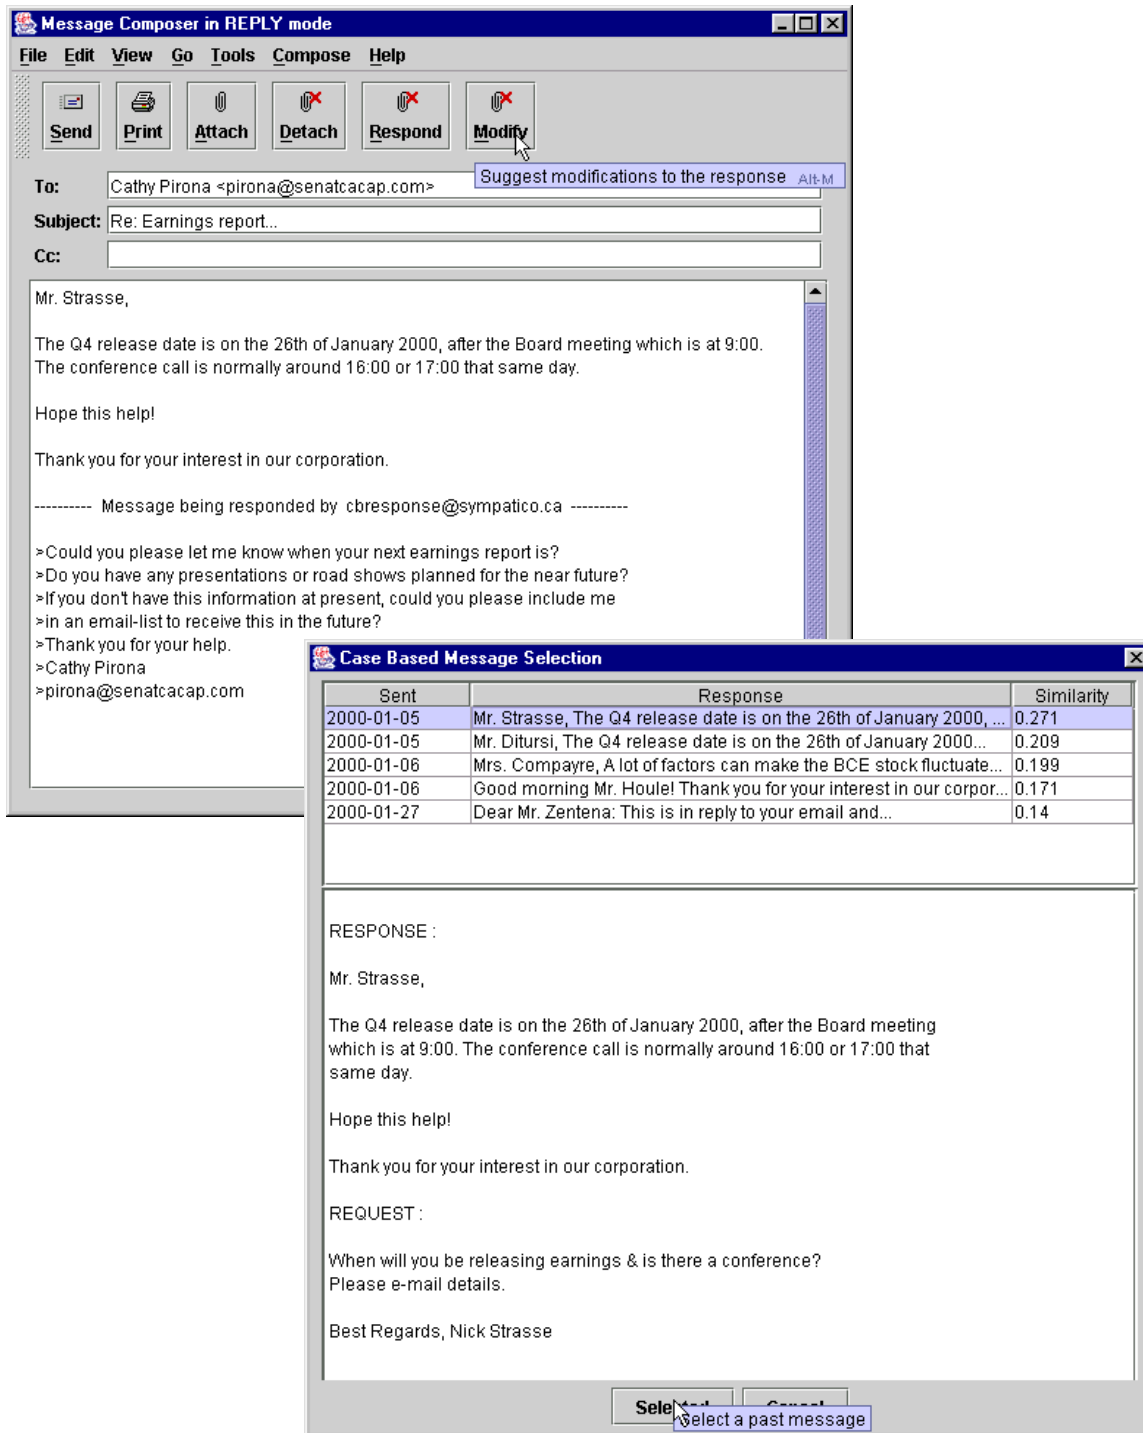 Message Composer in REPLY mode
File Edit View Go Tools Compose Help
Send Print Attach Detach Respond Modify
Suggest modifications to the response Alt-M
To: Cathy Pirona <pirona@senatcacap.com>
Subject: Re: Earnings report...
Cc:
Mr. Strasse,
The Q4 release date is on the 26th of January 2000, after the Board meeting which is at 9:00.
The conference call is normally around 16:00 or 17:00 that same day.
Hope this help!
Thank you for your interest in our corporation.
---------- Message being responded by cbresponse@sympatico.ca ----------
>Could you please let me know when your next earnings report is?
>Do you have any presentations or road shows planned for the near future?
>If you don't have this information at present, could you please include me
>in an email-list to receive this in the future?
>Thank you for your help.
>Cathy Pirona
>pirona@senatcacap.com
Case Based Message Selection
Sent Response Similarity
2000-01-05 Mr. Strasse, The Q4 release date is on the 26th of January 2000, ... 0.271
2000-01-05 Mr. Ditursi, The Q4 release date is on the 26th of January 2000... 0.209
2000-01-06 Mrs. Compayre, A lot of factors can make the BCE stock fluctuate... 0.199
2000-01-06 Good morning Mr. Houle! Thank you for your interest in our corpor... 0.171
2000-01-27 Dear Mr. Zentena: This is in reply to your email and... 0.14
RESPONSE :
Mr. Strasse,
The Q4 release date is on the 26th of January 2000, after the Board meeting
which is at 9:00. The conference call is normally around 16:00 or 17:00 that
same day.
Hope this help!
Thank you for your interest in our corporation.
REQUEST :
When will you be releasing earnings & is there a conference?
Please e-mail details.
Best Regards, Nick Strasse
Selected Cancel
Select a past message